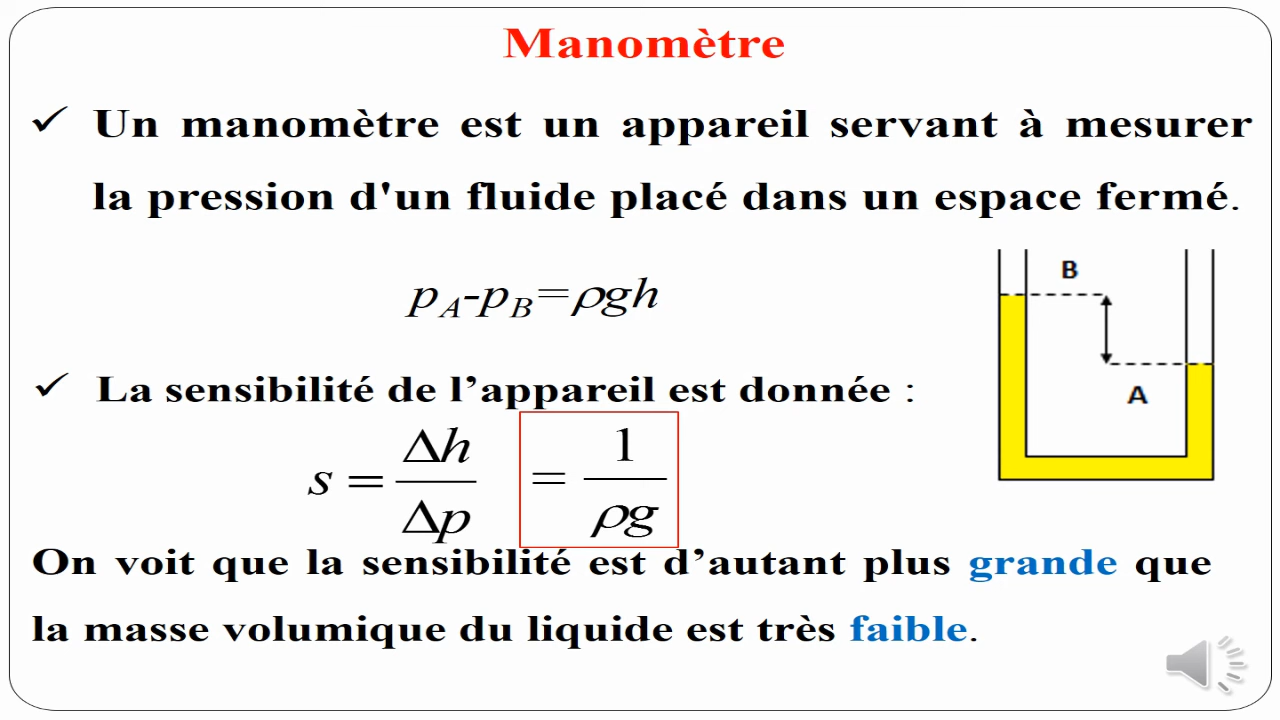 Manomètre
✓ Un manomètre est un appareil servant à mesurer
la pression d'un fluide placé dans un espace fermé.
B
p_A-p_B=ρgh
✓ La sensibilité de l’appareil est donnée :
A
s = Δh/Δp = 1/ρg
On voit que la sensibilité est d’autant plus grande que
la masse volumique du liquide est très faible.